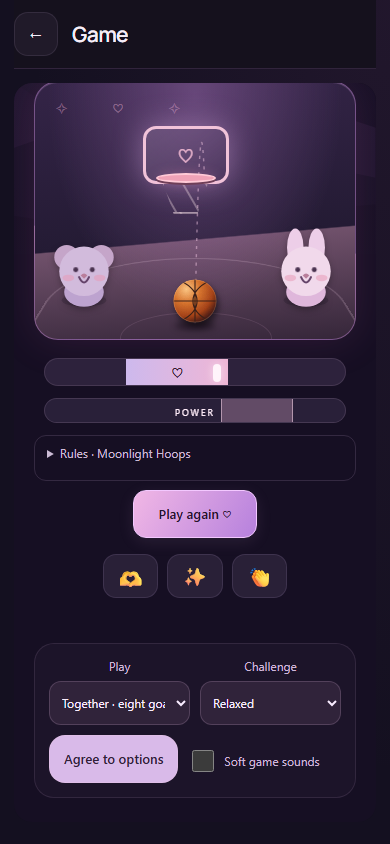 Game
POWER
Rules · Moonlight Hoops
Play again ♡
Play
Challenge
Together · eight goa
Relaxed
Agree to options
Soft game sounds